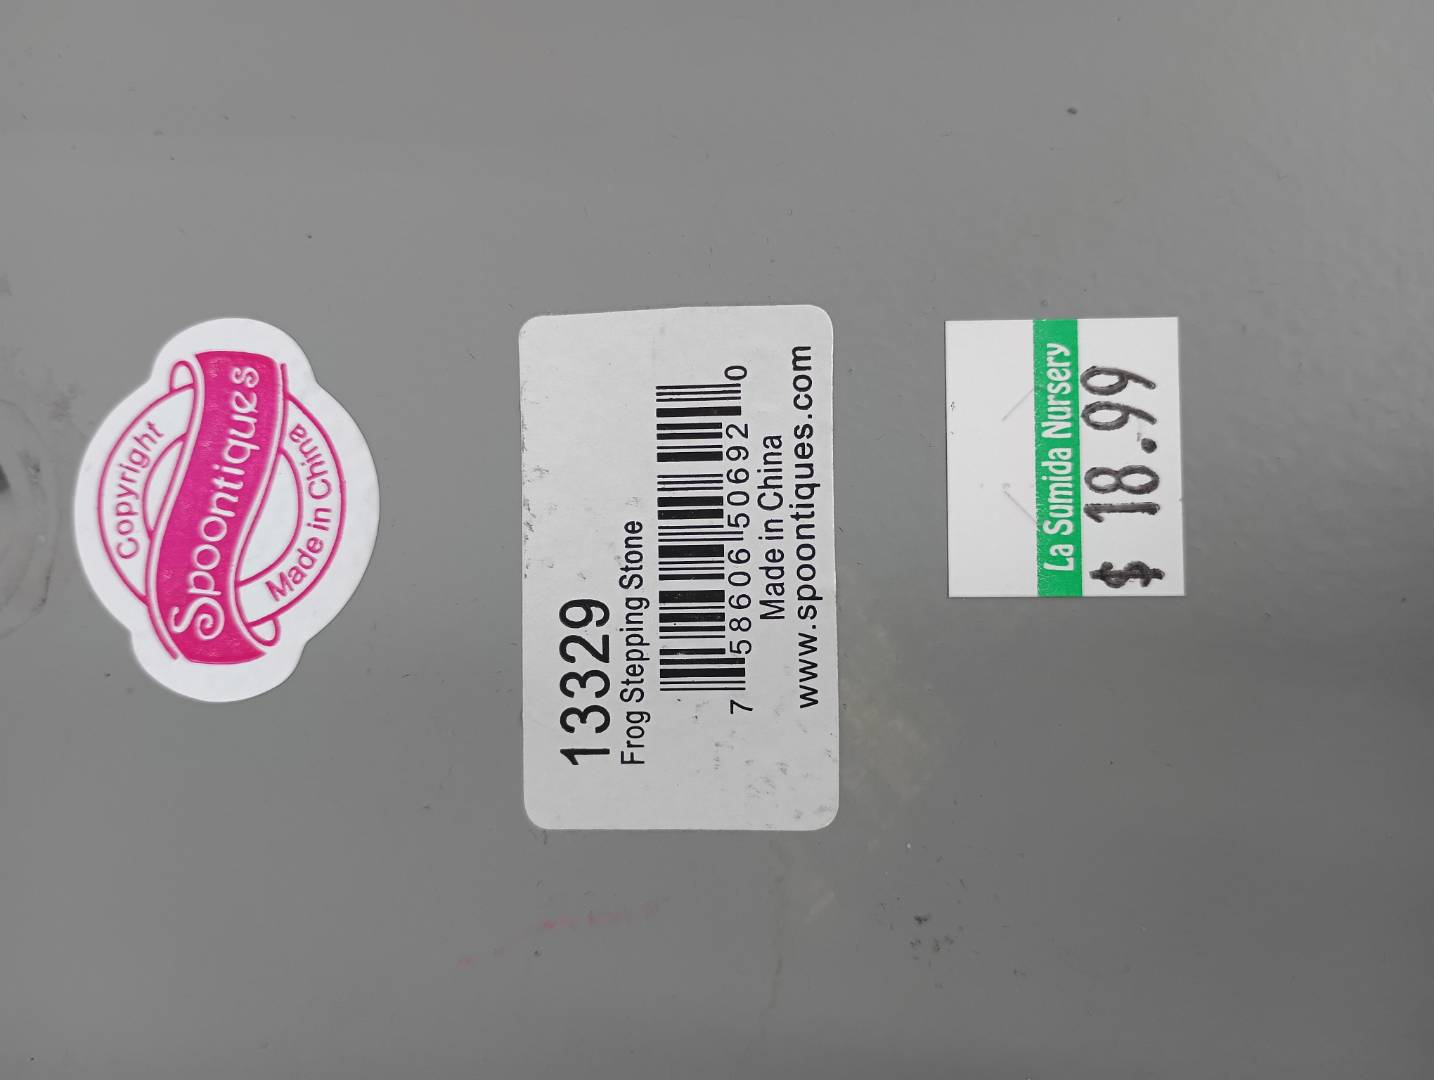 Copyright
Spoontiques
Made in China
13329
Frog Stepping Stone
7 58606 50692 0
Made in China
www.spoontiques.com
La Sumida Nursery
$ 18.99